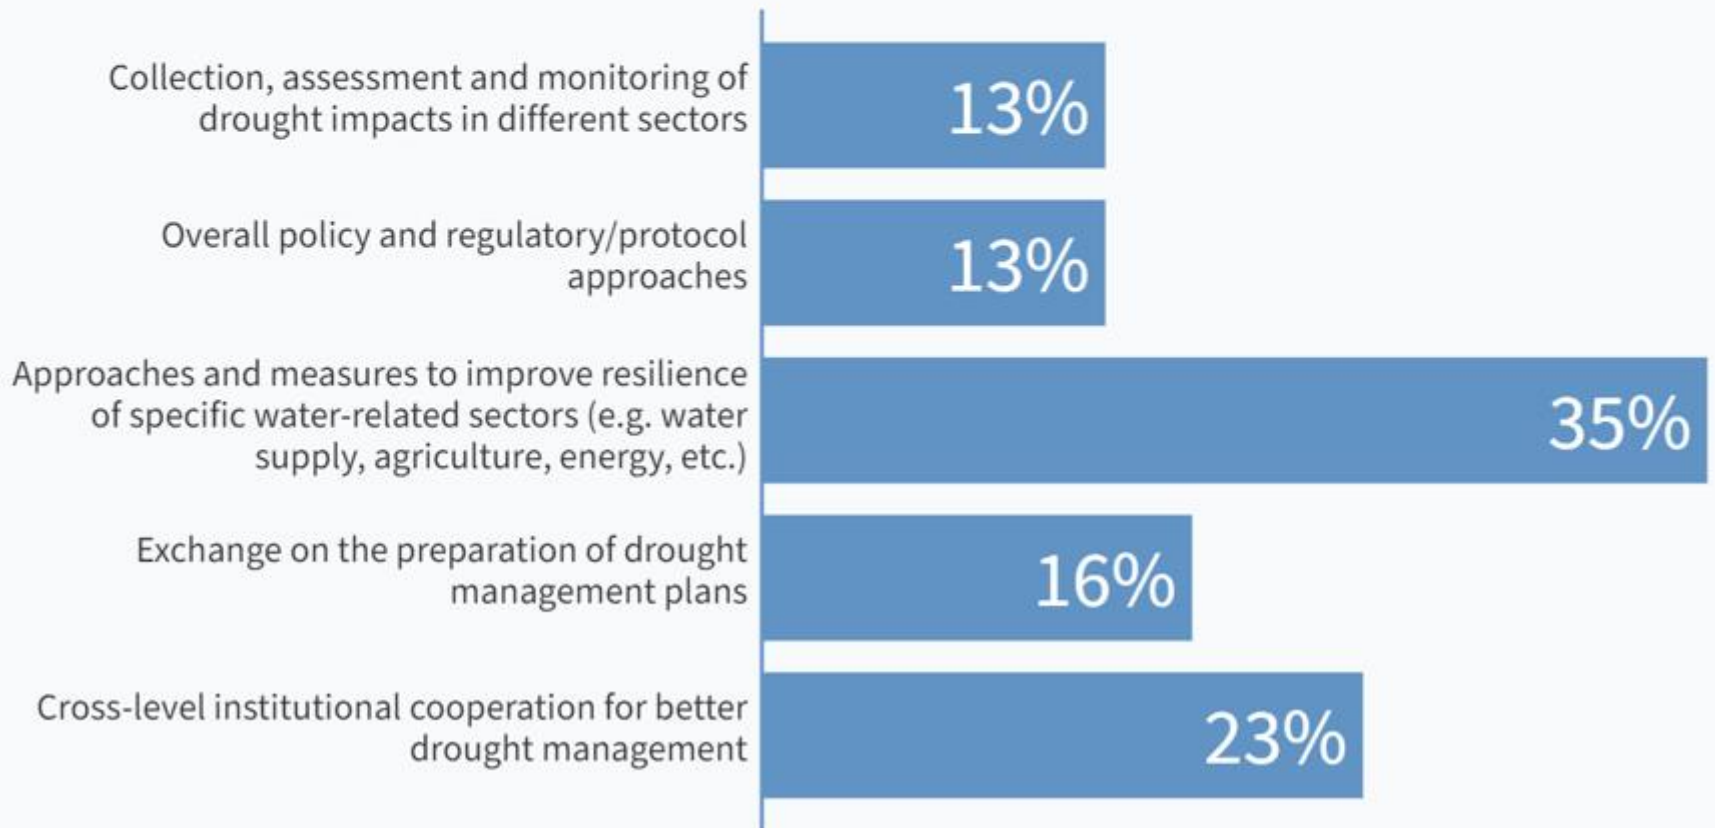 Collection, assessment and monitoring of
drought impacts in different sectors
13%
Overall policy and regulatory/protocol
approaches
13%
Approaches and measures to improve resilience
of specific water-related sectors (e.g. water
supply, agriculture, energy, etc.)
35%
Exchange on the preparation of drought
management plans
16%
Cross-level institutional cooperation for better
drought management
23%